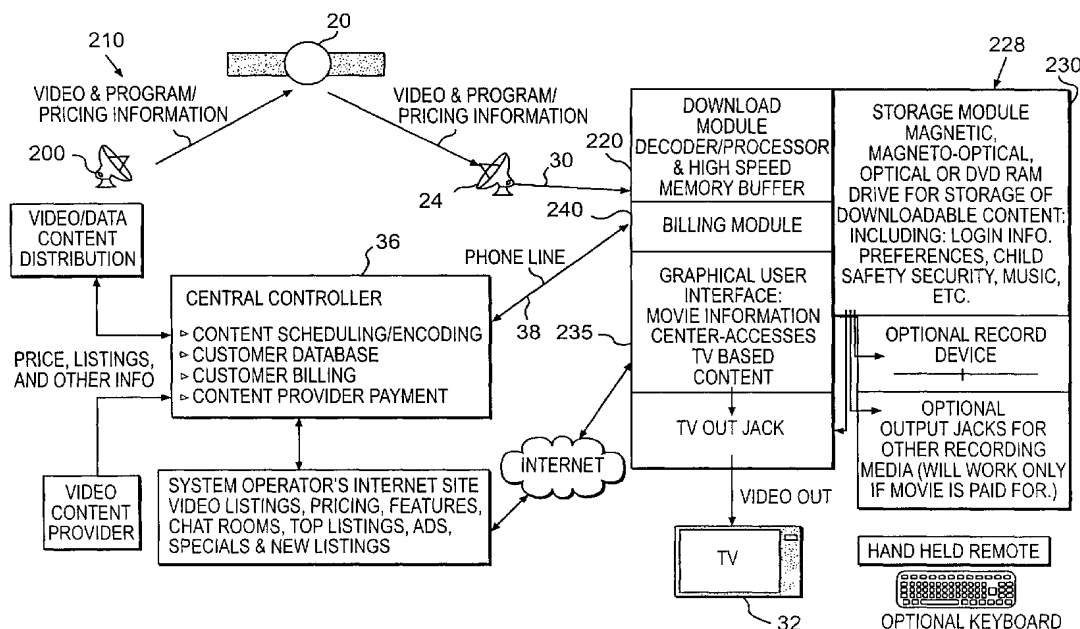 20
210
VIDEO & PROGRAM/
PRICING INFORMATION
VIDEO & PROGRAM/
PRICING INFORMATION
200
24
30
VIDEO/DATA
CONTENT
DISTRIBUTION
36
CENTRAL CONTROLLER
▹ CONTENT SCHEDULING/ENCODING
▹ CUSTOMER DATABASE
▹ CUSTOMER BILLING
▹ CONTENT PROVIDER PAYMENT
PRICE, LISTINGS,
AND OTHER INFO
VIDEO
CONTENT
PROVIDER
SYSTEM OPERATOR'S INTERNET SITE
VIDEO LISTINGS, PRICING, FEATURES,
CHAT ROOMS, TOP LISTINGS, ADS,
SPECIALS & NEW LISTINGS
PHONE LINE
38
INTERNET
220
240
235
DOWNLOAD
MODULE
DECODER/PROCESSOR
& HIGH SPEED
MEMORY BUFFER
BILLING MODULE
GRAPHICAL USER
INTERFACE:
MOVIE INFORMATION
CENTER-ACCESSES
TV BASED
CONTENT
TV OUT JACK
VIDEO OUT
TV
32
228
230
STORAGE MODULE
MAGNETIC,
MAGNETO-OPTICAL,
OPTICAL OR DVD RAM
DRIVE FOR STORAGE OF
DOWNLOADABLE CONTENT:
INCLUDING: LOGIN INFO.
PREFERENCES, CHILD
SAFETY SECURITY, MUSIC,
ETC.
OPTIONAL RECORD
DEVICE
OPTIONAL
OUTPUT JACKS FOR
OTHER RECORDING
MEDIA (WILL WORK ONLY
IF MOVIE IS PAID FOR.)
HAND HELD REMOTE
OPTIONAL KEYBOARD